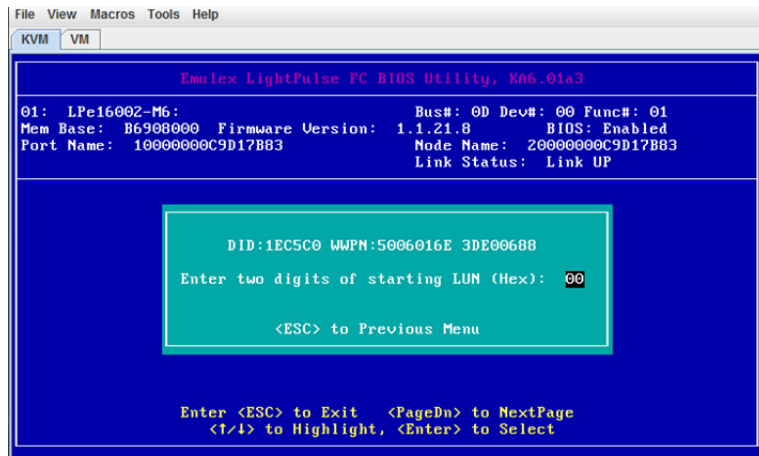 File View Macros Tools Help
KVM VM
Emulex LightPulse FC BIOS Utility, KA6.01a3
01: LPe16002-M6: Bus#: 0D Dev#: 00 Func#: 01
Mem Base: B6908000 Firmware Version: 1.1.21.8 BIOS: Enabled
Port Name: 10000000C9D17B83 Node Name: 20000000C9D17B83
Link Status: Link UP
DID:1EC5C0 WWPN:5006016E 3DE00688
Enter two digits of starting LUN (Hex): 00
<ESC> to Previous Menu
Enter <ESC> to Exit <PageDn> to NextPage
<↑/↓> to Highlight, <Enter> to Select